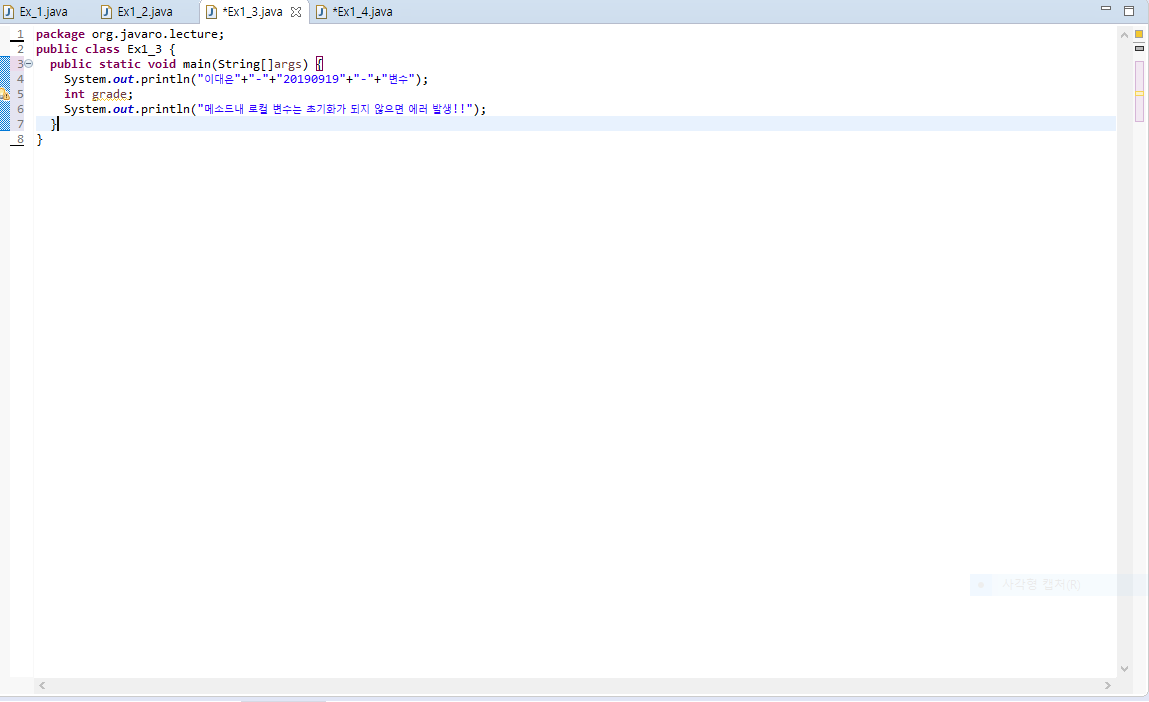 Ex_1.java Ex1_2.java *Ex1_3.java *Ex1_4.java
1 package org.javaro.lecture;
2 public class Ex1_3 {
3 public static void main(String[]args) {
4 System.out.println("이대은"+"-"+"20190919"+"-"+"변수");
5 int grade;
6 System.out.println("메소드내 로컬 변수는 초기화가 되지 않으면 에러 발생!!");
7 }
8 }
사각형 캡처(R)